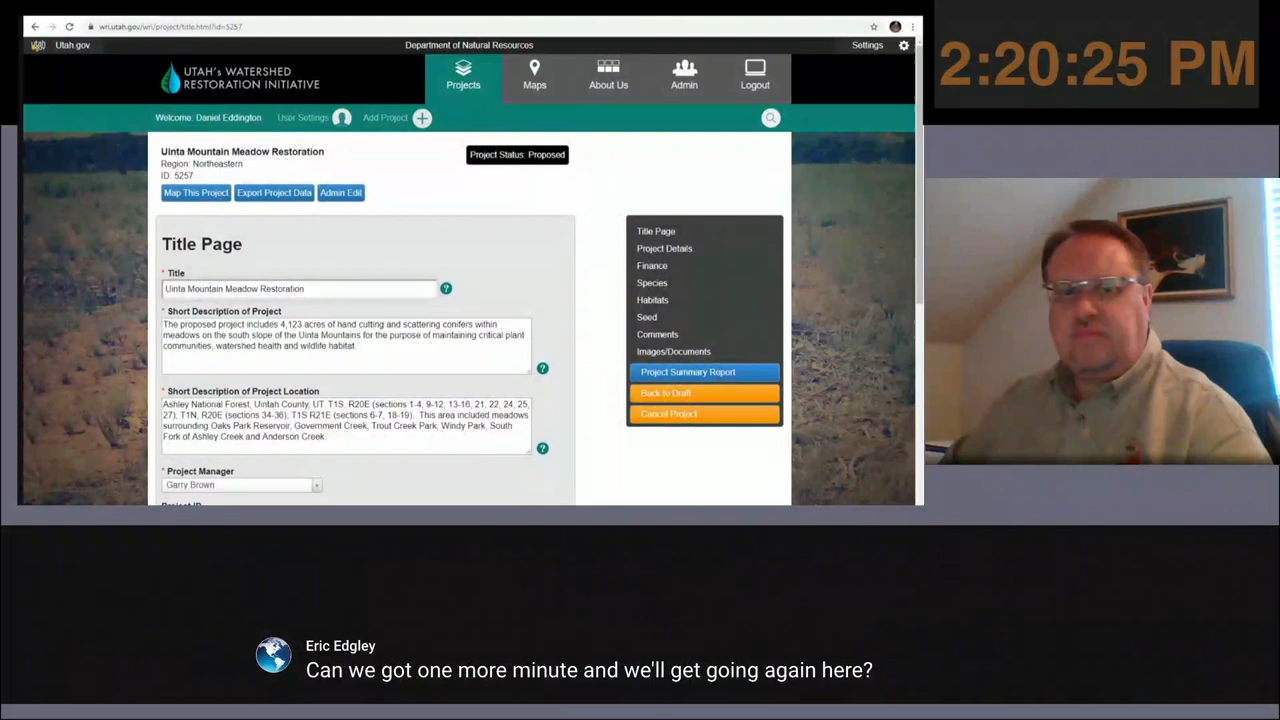 wri.utah.gov/wri/project/title.html?id=5257
Utah.gov
Department of Natural Resources
Settings
UTAH's WATERSHED
RESTORATION INITIATIVE
Projects
Maps
About Us
Admin
Logout
Welcome: Daniel Eddington
User Settings
Add Project
Uinta Mountain Meadow Restoration
Region: Northeastern
ID: 5257
Project Status: Proposed
Map This Project
Export Project Data
Admin Edit
Title Page
* Title
Uinta Mountain Meadow Restoration
* Short Description of Project
The proposed project includes 4,123 acres of hand cutting and scattering conifers within
meadows on the south slope of the Uinta Mountains for the purpose of maintaining critical plant
communities, watershed health and wildlife habitat.
* Short Description of Project Location
Ashley National Forest, Uintah County, UT. T1S, R20E (sections 1-4, 9-12, 13-16, 21, 22, 24, 25,
27); T1N, R20E (sections 34-36); T1S R21E (sections 6-7, 18-19). This area included meadows
surrounding Oaks Park Reservoir, Government Creek, Trout Creek Park, Windy Park, South
Fork of Ashley Creek and Anderson Creek.
* Project Manager
Garry Brown
Project ID
Title Page
Project Details
Finance
Species
Habitats
Seed
Comments
Images/Documents
Project Summary Report
Back to Draft
Cancel Project
2:20:25 PM
Eric Edgley
Can we got one more minute and we'll get going again here?